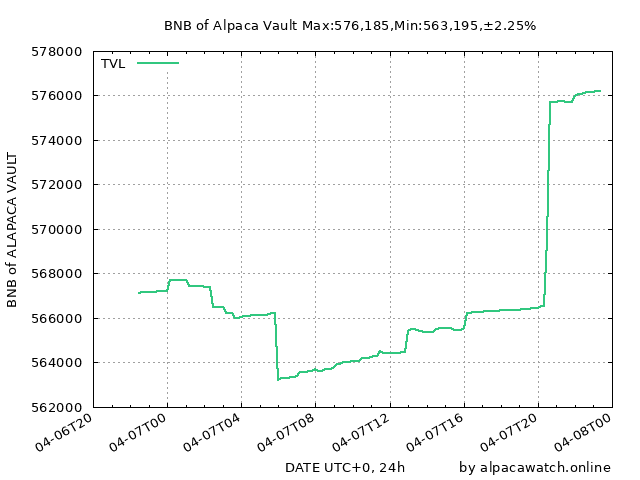 BNB of Alpaca Vault Max:576,185,Min:563,195,±2.25%
578000
TVL
576000
574000
572000
570000
568000
566000
564000
562000
BNB of ALAPACA VAULT
04-06T20
04-07T00
04-07T04
04-07T08
04-07T12
04-07T16
04-07T20
04-08T00
DATE UTC+0, 24h
by alpacawatch.online